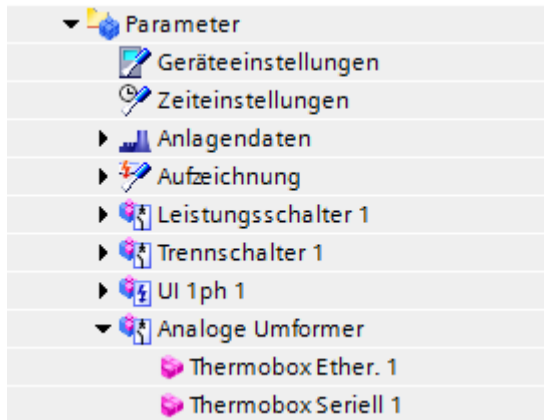 Parameter
Geräteeinstellungen
Zeiteinstellungen
Anlagendaten
Aufzeichnung
Leistungsschalter 1
Trennschalter 1
UI 1ph 1
Analoge Umformer
Thermobox Ether. 1
Thermobox Seriell 1